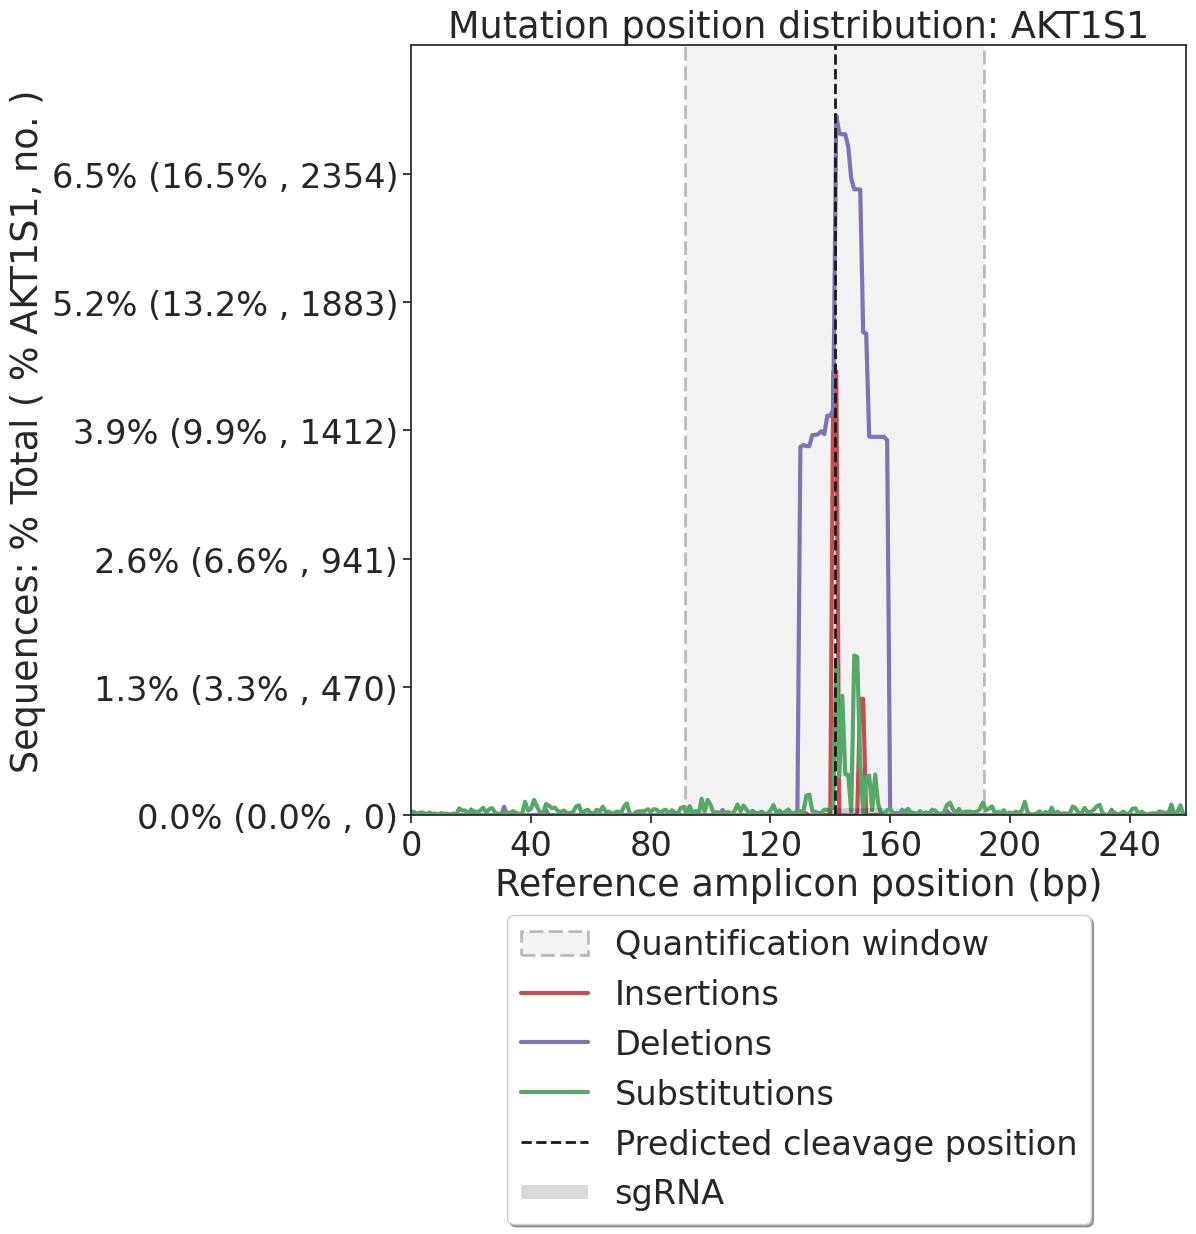 Mutation position distribution: AKT1S1
Sequences: % Total ( % AKT1S1, no. )
6.5% (16.5% , 2354)
5.2% (13.2% , 1883)
3.9% (9.9% , 1412)
2.6% (6.6% , 941)
1.3% (3.3% , 470)
0.0% (0.0% , 0)
0 40 80 120 160 200 240
Reference amplicon position (bp)
Quantification window
Insertions
Deletions
Substitutions
Predicted cleavage position
sgRNA